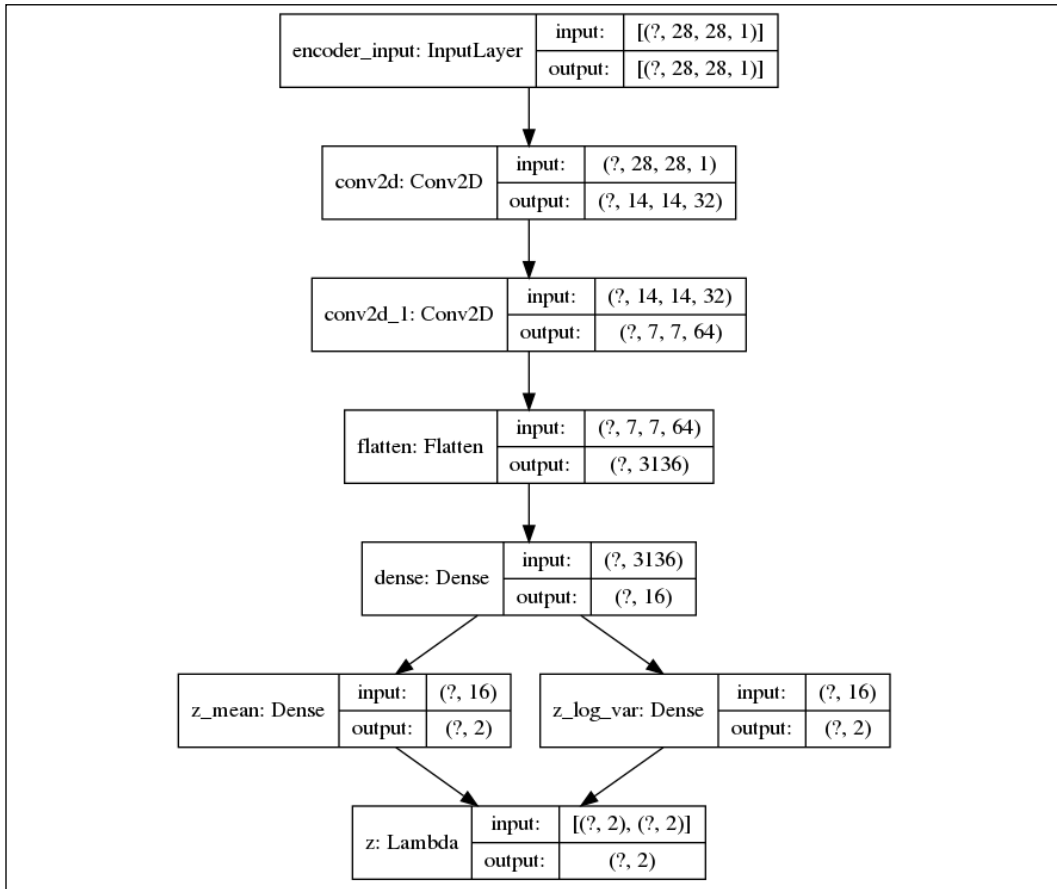 encoder_input: InputLayer
input: [(?, 28, 28, 1)]
output: [(?, 28, 28, 1)]
conv2d: Conv2D
input: (?, 28, 28, 1)
output: (?, 14, 14, 32)
conv2d_1: Conv2D
input: (?, 14, 14, 32)
output: (?, 7, 7, 64)
flatten: Flatten
input: (?, 7, 7, 64)
output: (?, 3136)
dense: Dense
input: (?, 3136)
output: (?, 16)
z_mean: Dense
input: (?, 16)
output: (?, 2)
z_log_var: Dense
input: (?, 16)
output: (?, 2)
z: Lambda
input: [(?, 2), (?, 2)]
output: (?, 2)